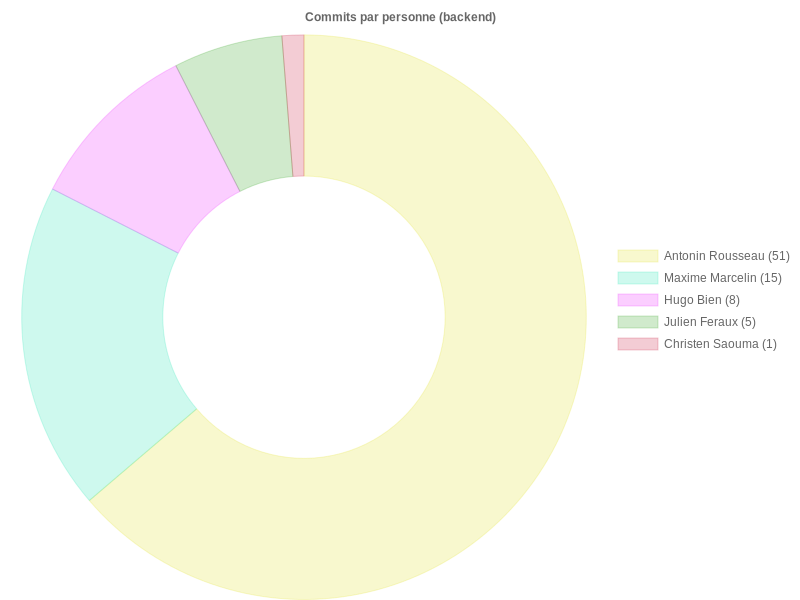 Commits par personne (backend)
Antonin Rousseau (51)
Maxime Marcelin (15)
Hugo Bien (8)
Julien Feraux (5)
Christen Saouma (1)